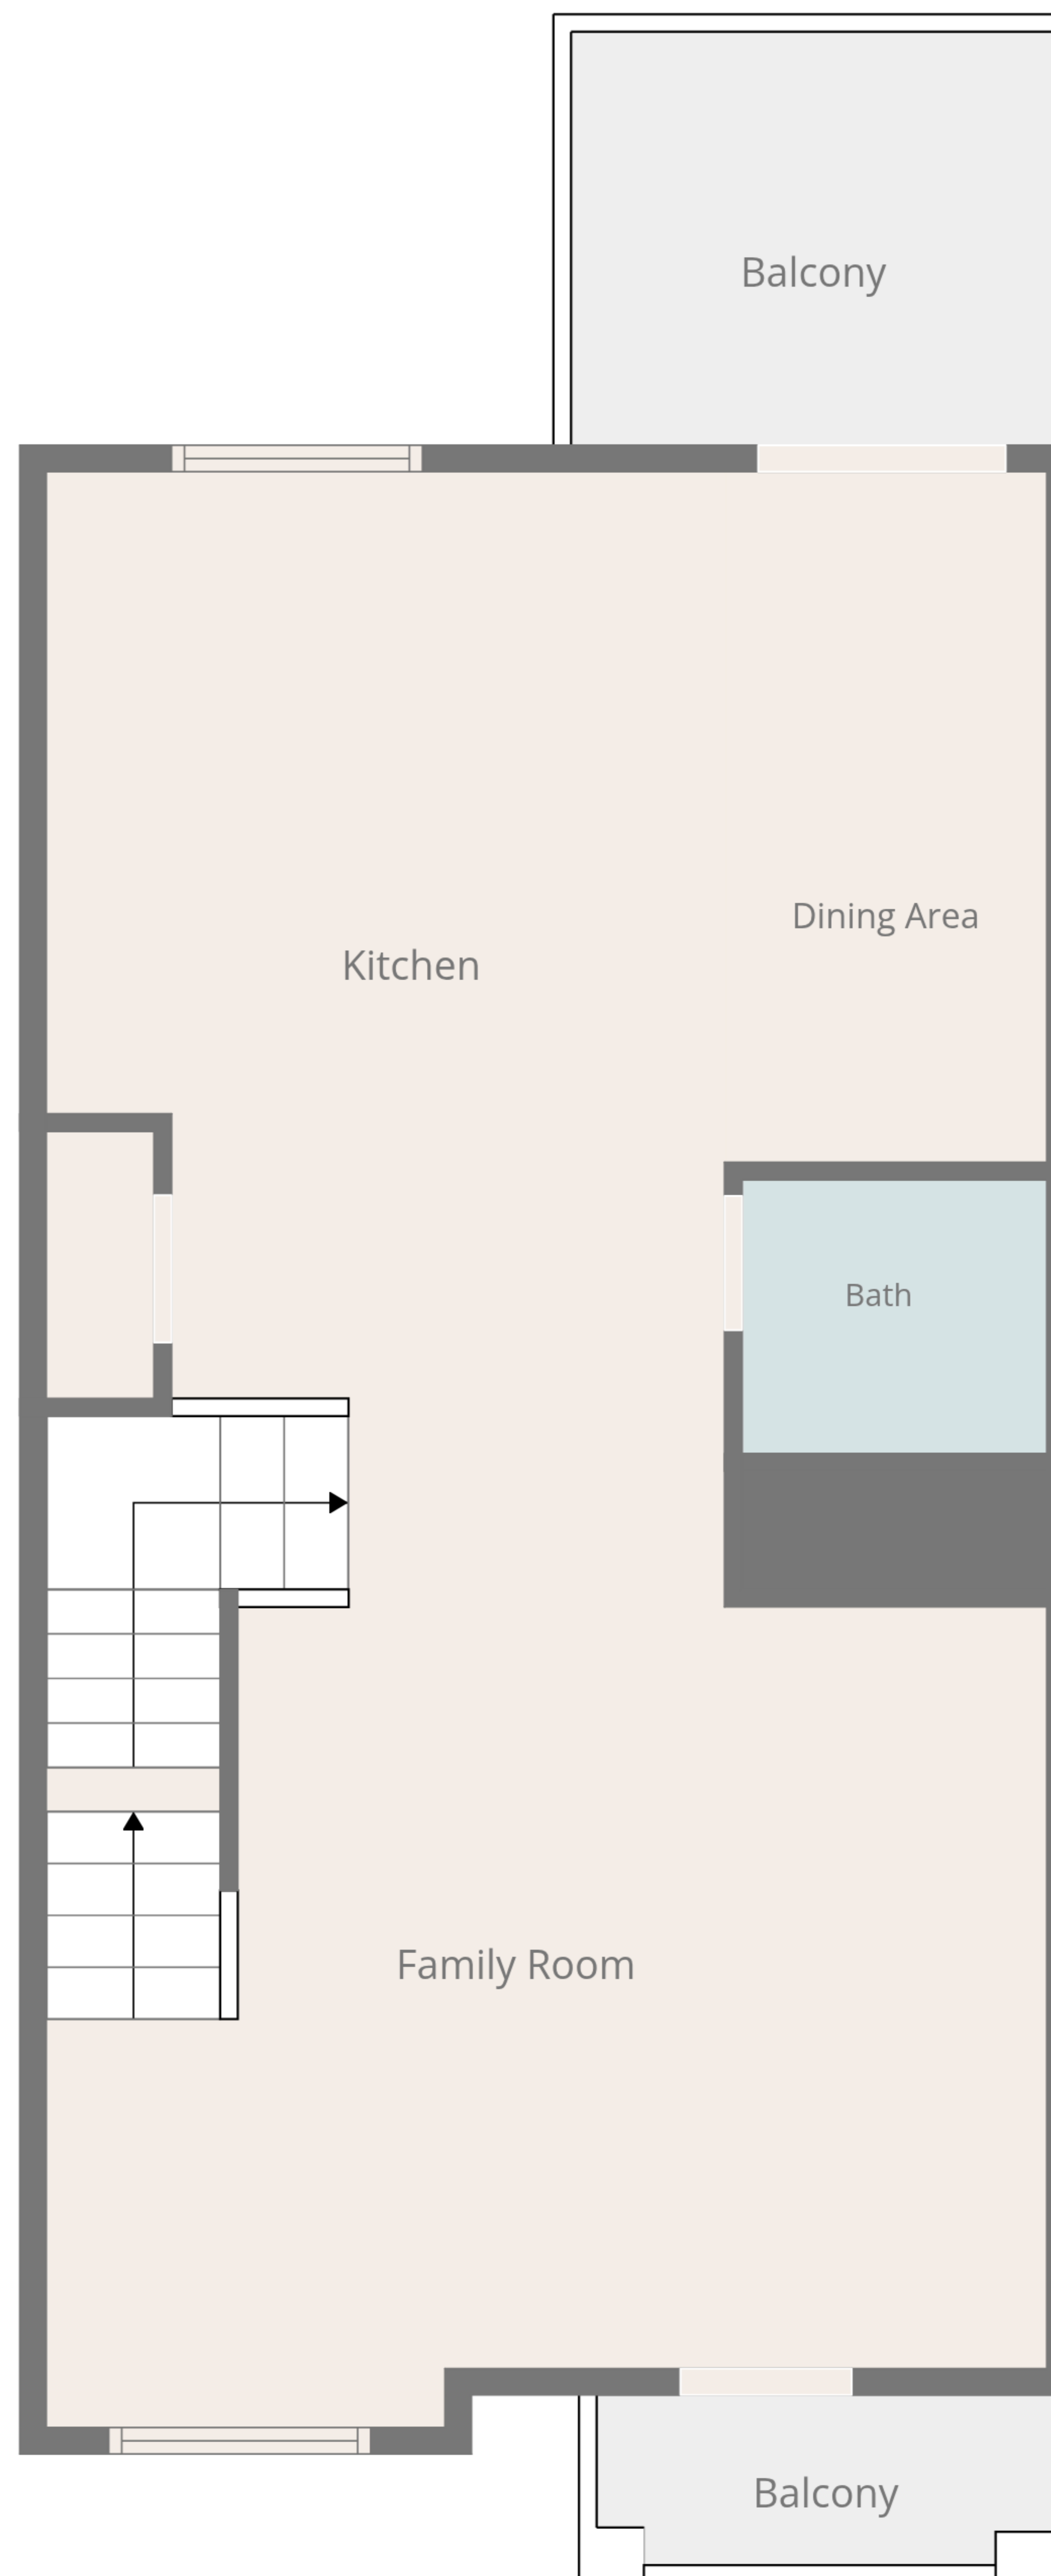 Balcony
Dining Area
Kitchen
Bath
Family Room
Balcony